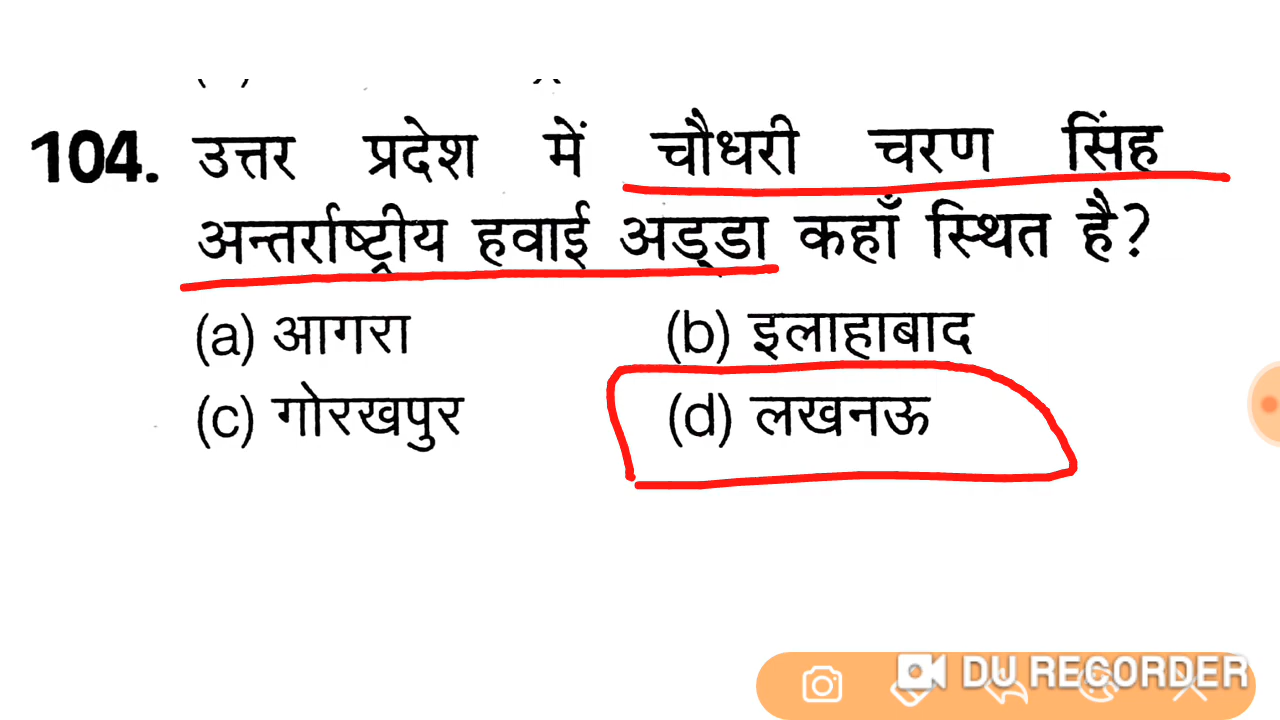 104. उत्तर प्रदेश में चौधरी चरण सिंह
अन्तर्राष्ट्रीय हवाई अड्डा कहाँ स्थित है?
(a) आगरा (b) इलाहाबाद
(c) गोरखपुर (d) लखनऊ
DU RECORDER